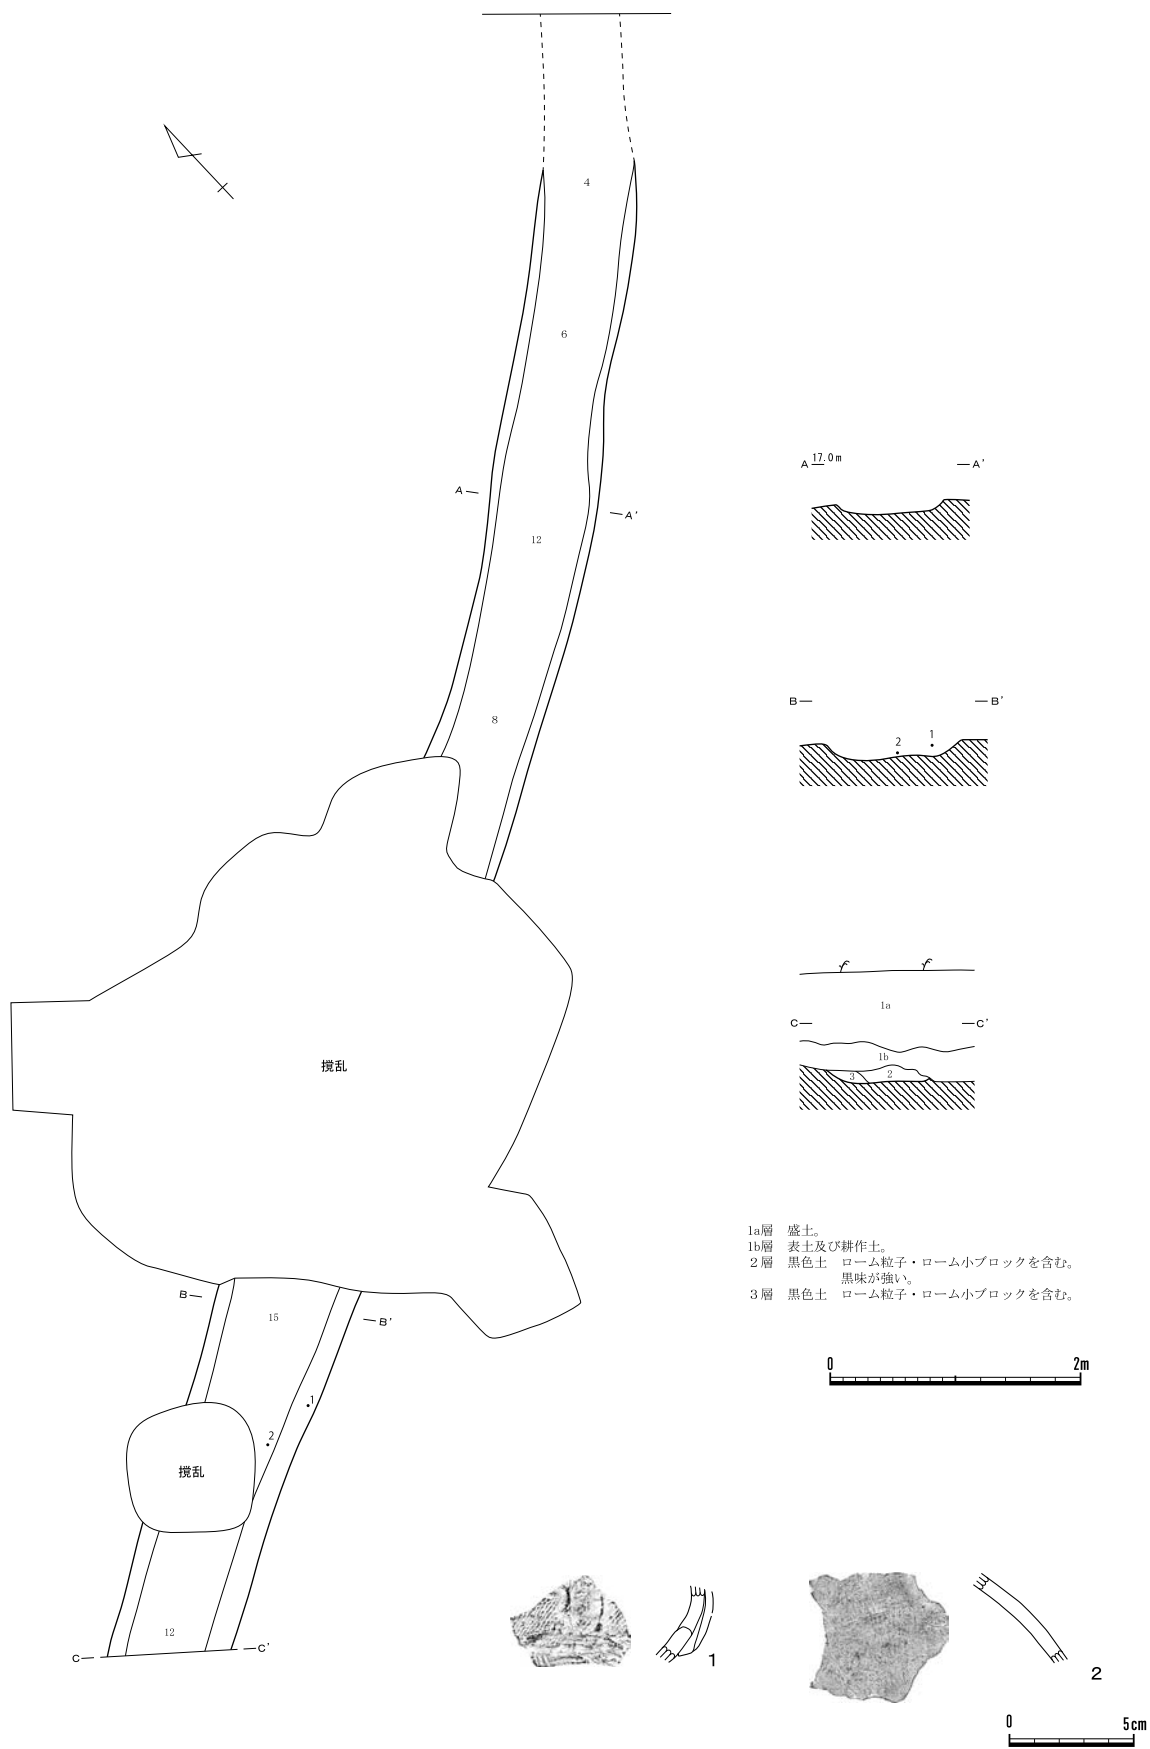 4
6
A 17.0m A'
A A'
12
8
B B'
2 1
1a
C C'
1b
3 2
撹乱
1a層 盛土。
1b層 表土及び耕作土。
2層 黒色土 ローム粒子・ローム小ブロックを含む。
黒味が強い。
3層 黒色土 ローム粒子・ローム小ブロックを含む。
B B'
15
0 2m
1
2
撹乱
12
C C'
1
2
0 5cm